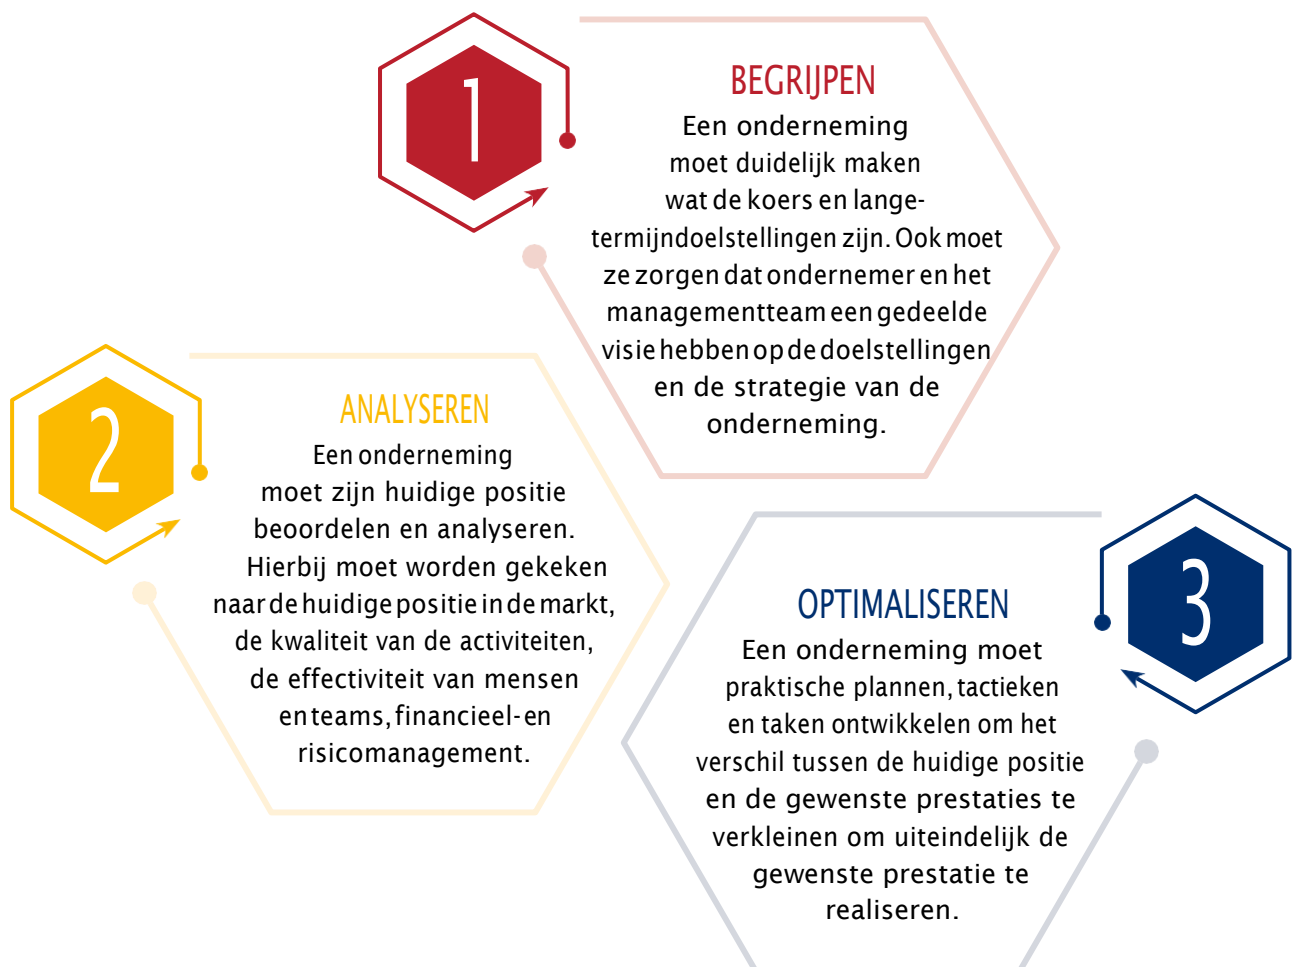 1
BEGRIJPEN
Een onderneming
moet duidelijk maken
wat de koers en lange-
termijndoelstellingen zijn. Ook moet
ze zorgen dat ondernemer en het
managementteam een gedeelde
visie hebben op de doelstellingen
en de strategie van de
onderneming.
2
ANALYSEREN
Een onderneming
moet zijn huidige positie
beoordelen en analyseren.
Hierbij moet worden gekeken
naar de huidige positie in de markt,
de kwaliteit van de activiteiten,
de effectiviteit van mensen
en teams, financieel- en
risicomanagement.
3
OPTIMALISEREN
Een onderneming moet
praktische plannen, tactieken
en taken ontwikkelen om het
verschil tussen de huidige positie
en de gewenste prestaties te
verkleinen om uiteindelijk de
gewenste prestatie te
realiseren.